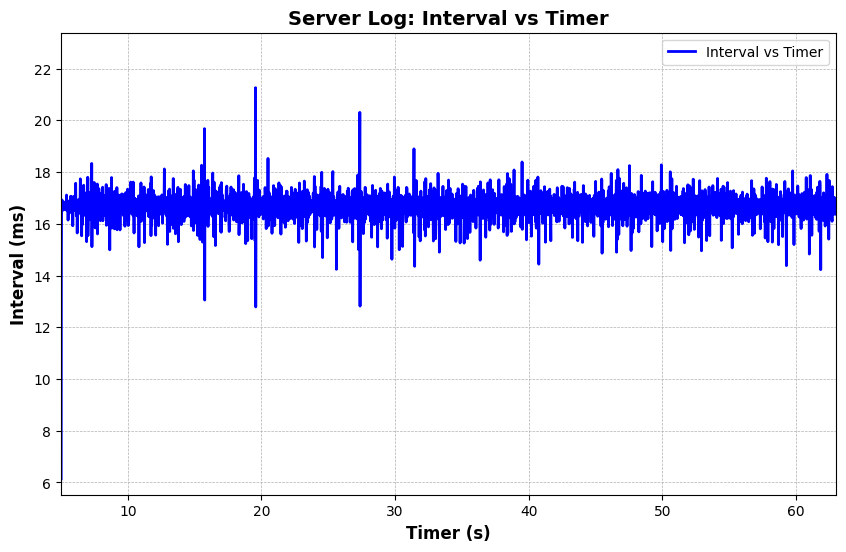 Server Log: Interval vs Timer
Interval vs Timer
22
20
18
16
14
12
10
8
6
Interval (ms)
10 20 30 40 50 60
Timer (s)